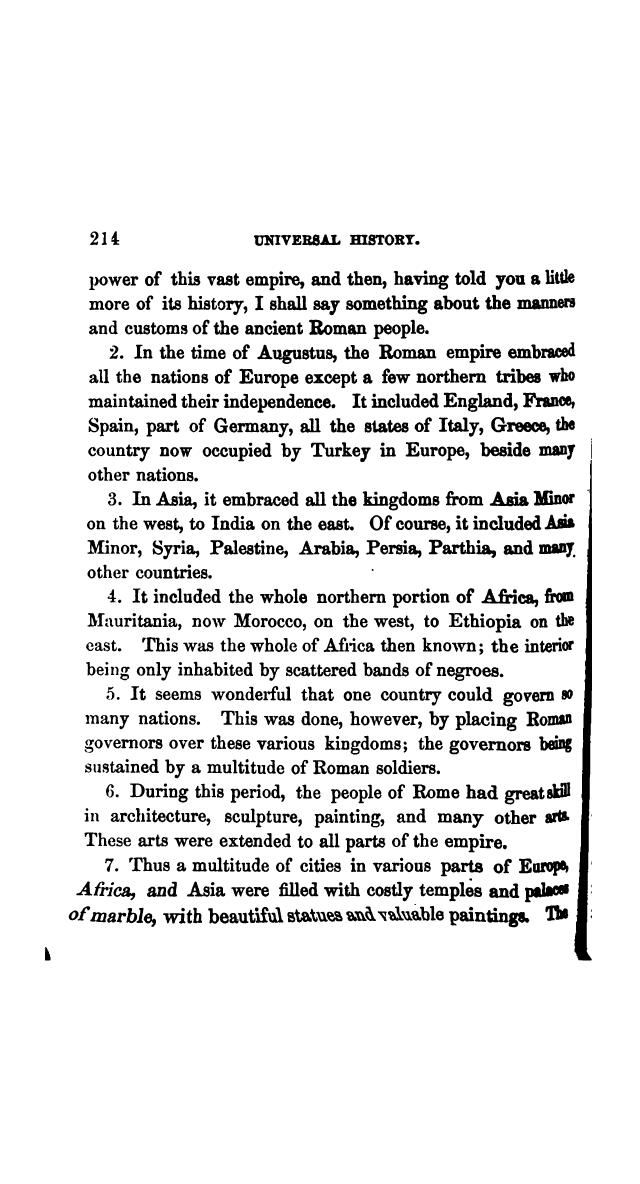 214 UNIVERSAL HISTORY.
power of this vast empire, and then, having told you a little
more of its history, I shall say something about the manners
and customs of the ancient Roman people.
2. In the time of Augustus, the Roman empire embraced
all the nations of Europe except a few northern tribes who
maintained their independence. It included England, France,
Spain, part of Germany, all the states of Italy, Greece, the
country now occupied by Turkey in Europe, beside many
other nations.
3. In Asia, it embraced all the kingdoms from Asia Minor
on the west, to India on the east. Of course, it included Asia
Minor, Syria, Palestine, Arabia, Persia, Parthia, and many
other countries.
4. It included the whole northern portion of Africa, from
Mauritania, now Morocco, on the west, to Ethiopia on the
east. This was the whole of Africa then known; the interior
being only inhabited by scattered bands of negroes.
5. It seems wonderful that one country could govern so
many nations. This was done, however, by placing Roman
governors over these various kingdoms; the governors being
sustained by a multitude of Roman soldiers.
6. During this period, the people of Rome had great skill
in architecture, sculpture, painting, and many other arts.
These arts were extended to all parts of the empire.
7. Thus a multitude of cities in various parts of Europe,
Africa, and Asia were filled with costly temples and palaces
of marble, with beautiful statues and valuable paintings. The